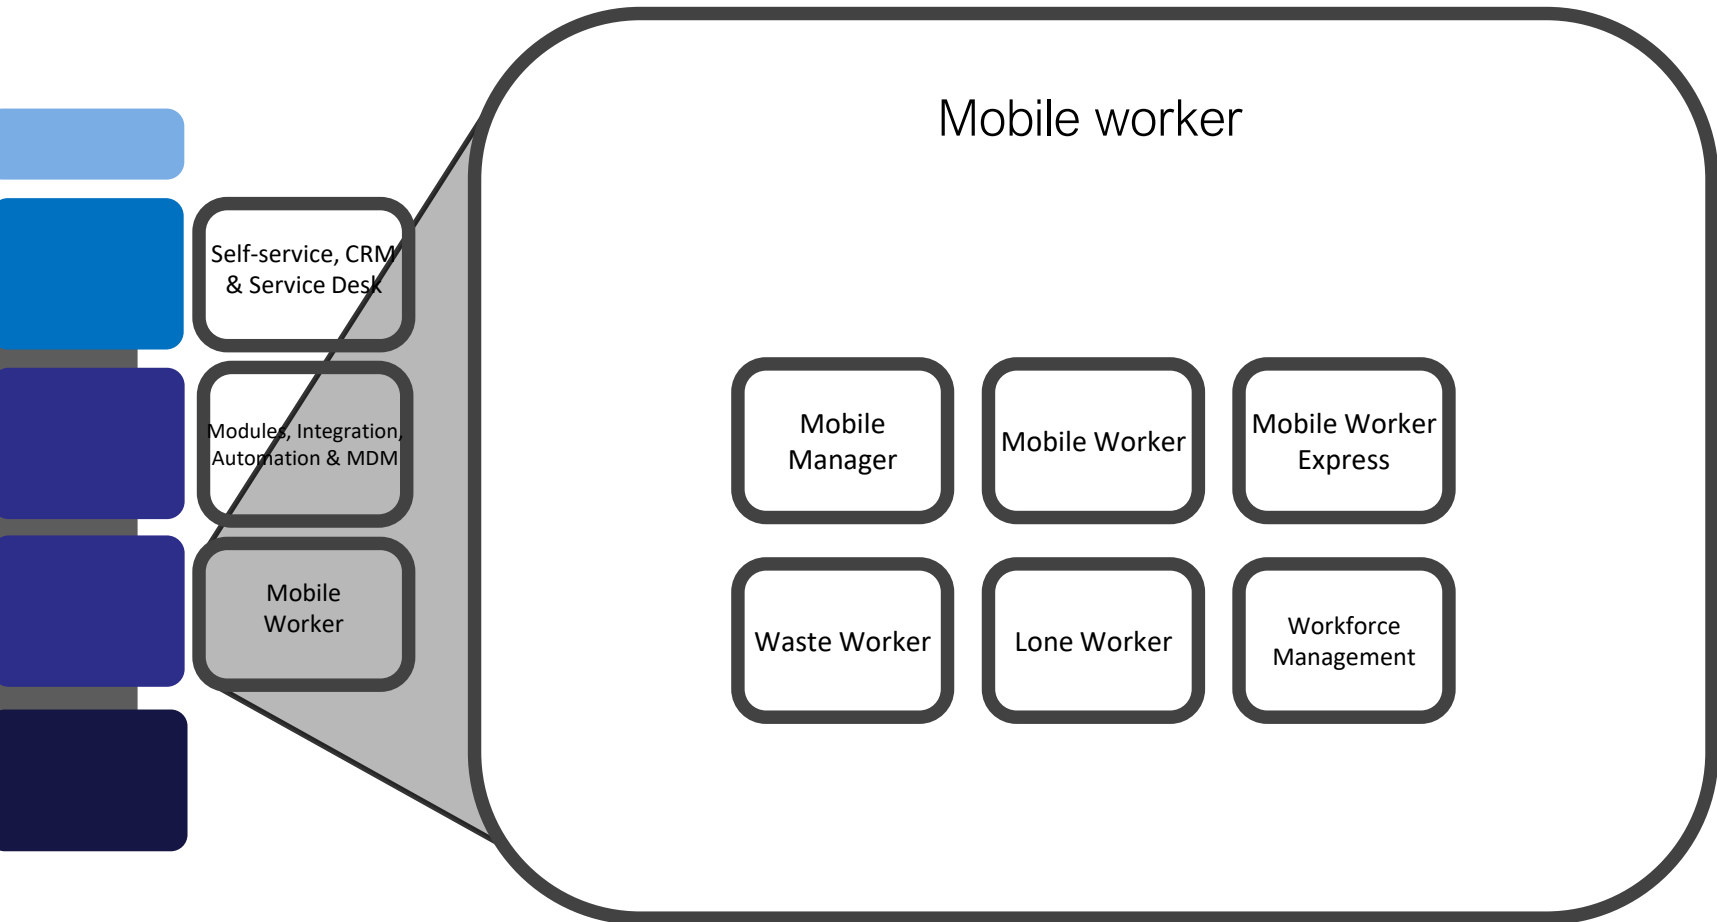 Mobile worker
Self-service, CRM
& Service Desk
Modules, Integration,
Automation & MDM
Mobile
Worker
Mobile
Manager
Mobile Worker
Mobile Worker
Express
Waste Worker
Lone Worker
Workforce
Management